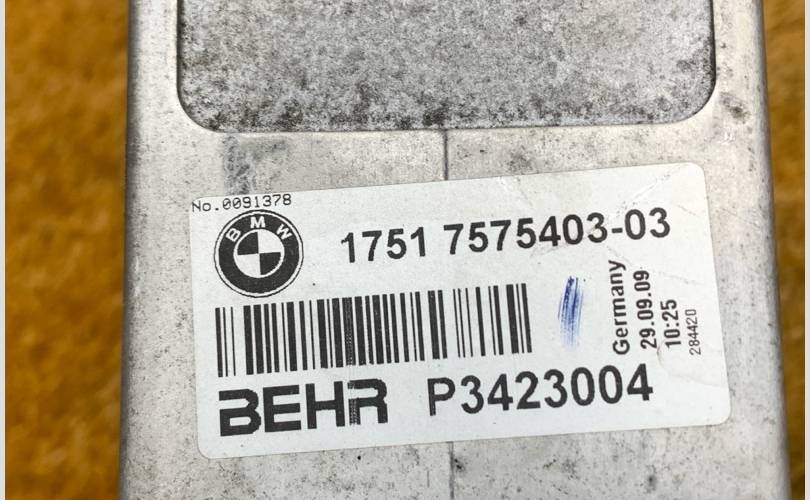 No.0091378
BMW
1751 7575403-03
Germany
29.09.09
10:25
284420
BEHR P3423004